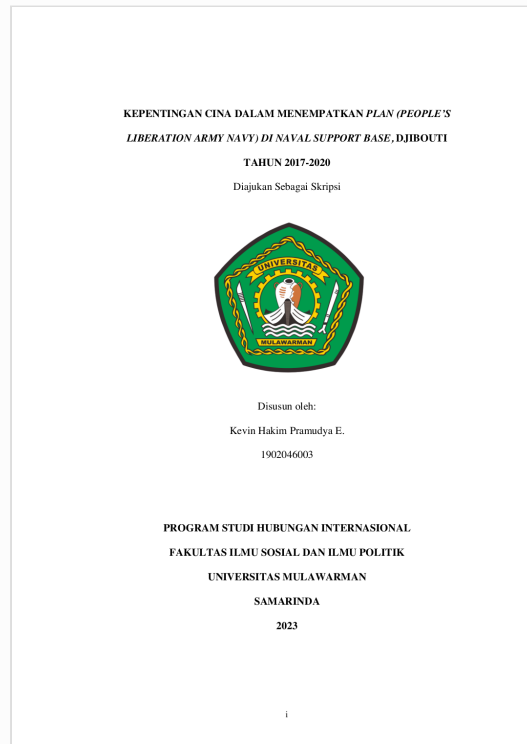 KEPENTINGAN CINA DALAM MENEMPATKAN PLAN (PEOPLE'S
LIBERATION ARMY NAVY) DI NAVAL SUPPORT BASE, DJIBOUTI
TAHUN 2017-2020
Diajukan Sebagai Skripsi
UNIVERSITAS
MULAWARMAN
Disusun oleh:
Kevin Hakim Pramudya E.
1902046003
PROGRAM STUDI HUBUNGAN INTERNASIONAL
FAKULTAS ILMU SOSIAL DAN ILMU POLITIK
UNIVERSITAS MULAWARMAN
SAMARINDA
2023
i